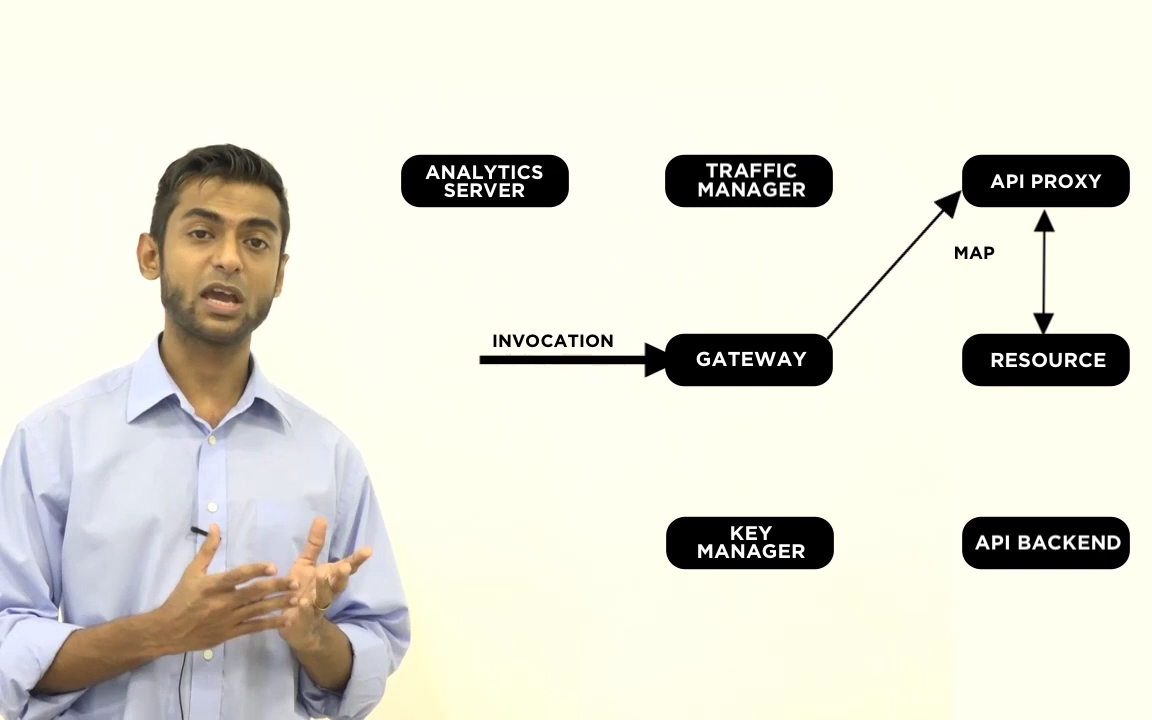 ANALYTICS
SERVER
TRAFFIC
MANAGER
API PROXY
MAP
INVOCATION
GATEWAY
RESOURCE
KEY
MANAGER
API BACKEND